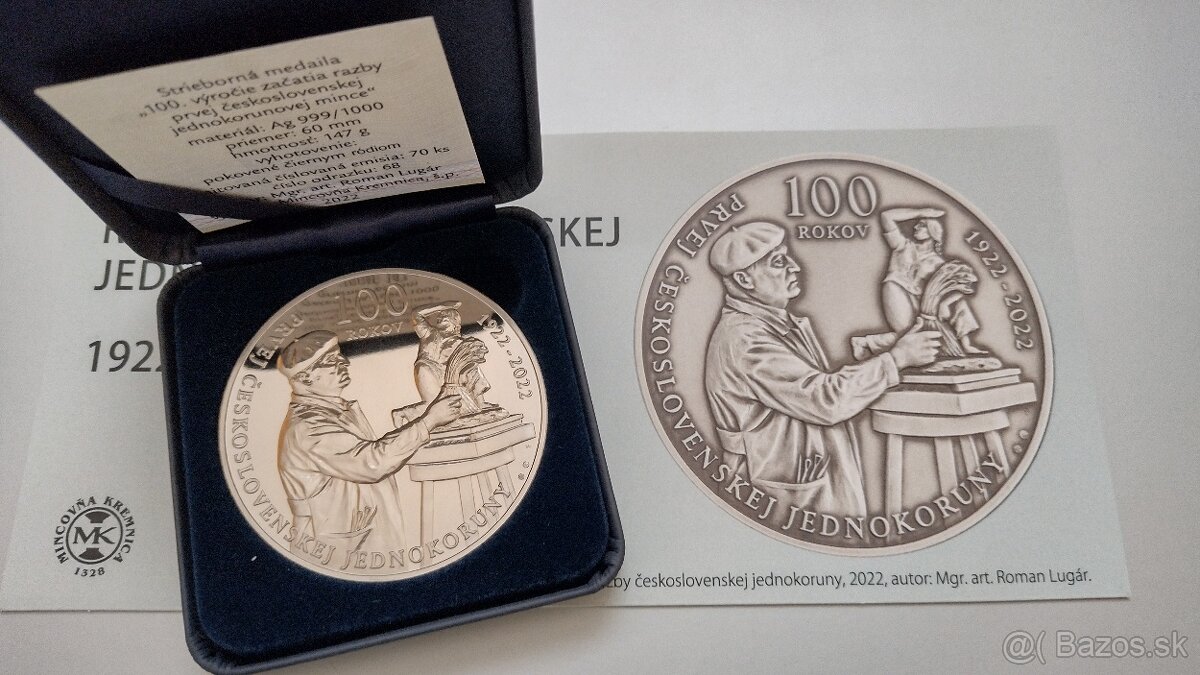 Strieborná medaila
„100. výročie začatia razby
prvej československej
jednokorunovej mince“
materiál: Ag 999/1000
priemer: 60 mm
hmotnosť: 147 g
vyhotovenie:
pokovené čiernym ródiom
číslovaná emisia: 70 ks
číslo odrazku: 68
Mgr. art. Roman Lugár
Mincovňa Kremnica, š.p.
2022
SKEJ
JEDN
1922
100
ROKOV
PRVEJ ČESKOSLOVENSKEJ JEDNOKORUNY
1922-2022
100
ROKOV
PRVEJ ČESKOSLOVENSKEJ JEDNOKORUNY
1922-2022
MINCOVŇA KREMNICA
MK
1328
by československej jednokoruny, 2022, autor: Mgr. art. Roman Lugár.
@( Bazos.sk